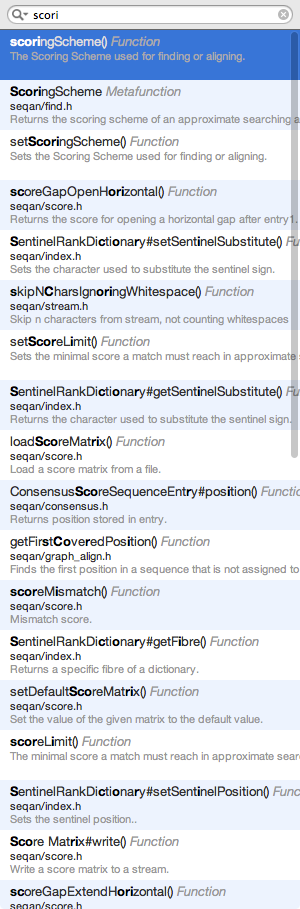 scori
scoringScheme() Function
The Scoring Scheme used for finding or aligning.
ScoringScheme Metafunction
seqan/find.h
Returns the scoring scheme of an approximate searching a
setScoringScheme() Function
Sets the Scoring Scheme used for finding or aligning.
scoreGapOpenHorizontal() Function
seqan/score.h
Returns the score for opening a horizontal gap after entry1.
SentinelRankDictionary#setSentinelSubstitute() Fu
seqan/index.h
Sets the character used to substitute the sentinel sign.
skipNCharsIgnoringWhitespace() Function
seqan/stream.h
Skip n characters from stream, not counting whitespaces
setScoreLimit() Function
Sets the minimal score a match must reach in approximate s
SentinelRankDictionary#getSentinelSubstitute() Fu
seqan/index.h
Returns the character used to substitute the sentinel sign.
loadScoreMatrix() Function
seqan/score.h
Load a score matrix from a file.
ConsensusScoreSequenceEntry#position() Functio
seqan/consensus.h
Returns position stored in entry.
getFirstCoveredPosition() Function
seqan/graph_align.h
Finds the first position in a sequence that is not assigned to
scoreMismatch() Function
seqan/score.h
Mismatch score.
SentinelRankDictionary#getFibre() Function
seqan/index.h
Returns a specific fibre of a dictionary.
setDefaultScoreMatrix() Function
seqan/score.h
Set the value of the given matrix to the default value.
scoreLimit() Function
The minimal score a match must reach in approximate sear
SentinelRankDictionary#setSentinelPosition() Func
seqan/index.h
Sets the sentinel position..
Score Matrix#write() Function
seqan/score.h
Write a score matrix to a stream.
scoreGapExtendHorizontal() Function
seqan/score.h